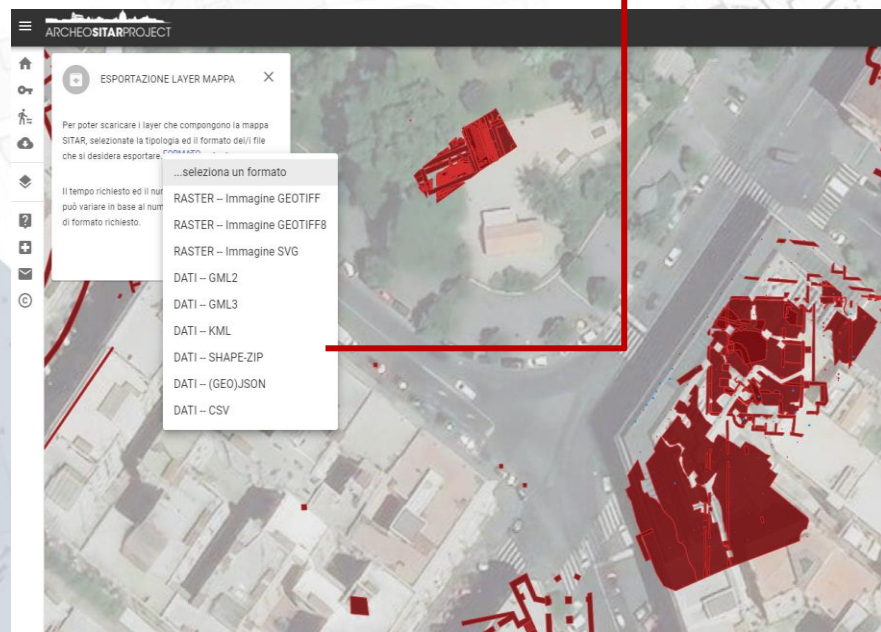 ARCHEOSITARPROJECT
ESPORTAZIONE LAYER MAPPA
Per poter scaricare i layer che compongono la mappa
SITAR, selezionate la tipologia ed il formato del/i file
che si desidera esportare.
Il tempo richiesto ed il
può variare in base al
di formato richiesto.
...seleziona un formato
RASTER -- Immagine GEOTIFF
RASTER -- Immagine GEOTIFF8
RASTER -- Immagine SVG
DATI -- GML2
DATI -- GML3
DATI -- KML
DATI -- SHAPE-ZIP
DATI -- (GEO)JSON
DATI -- CSV